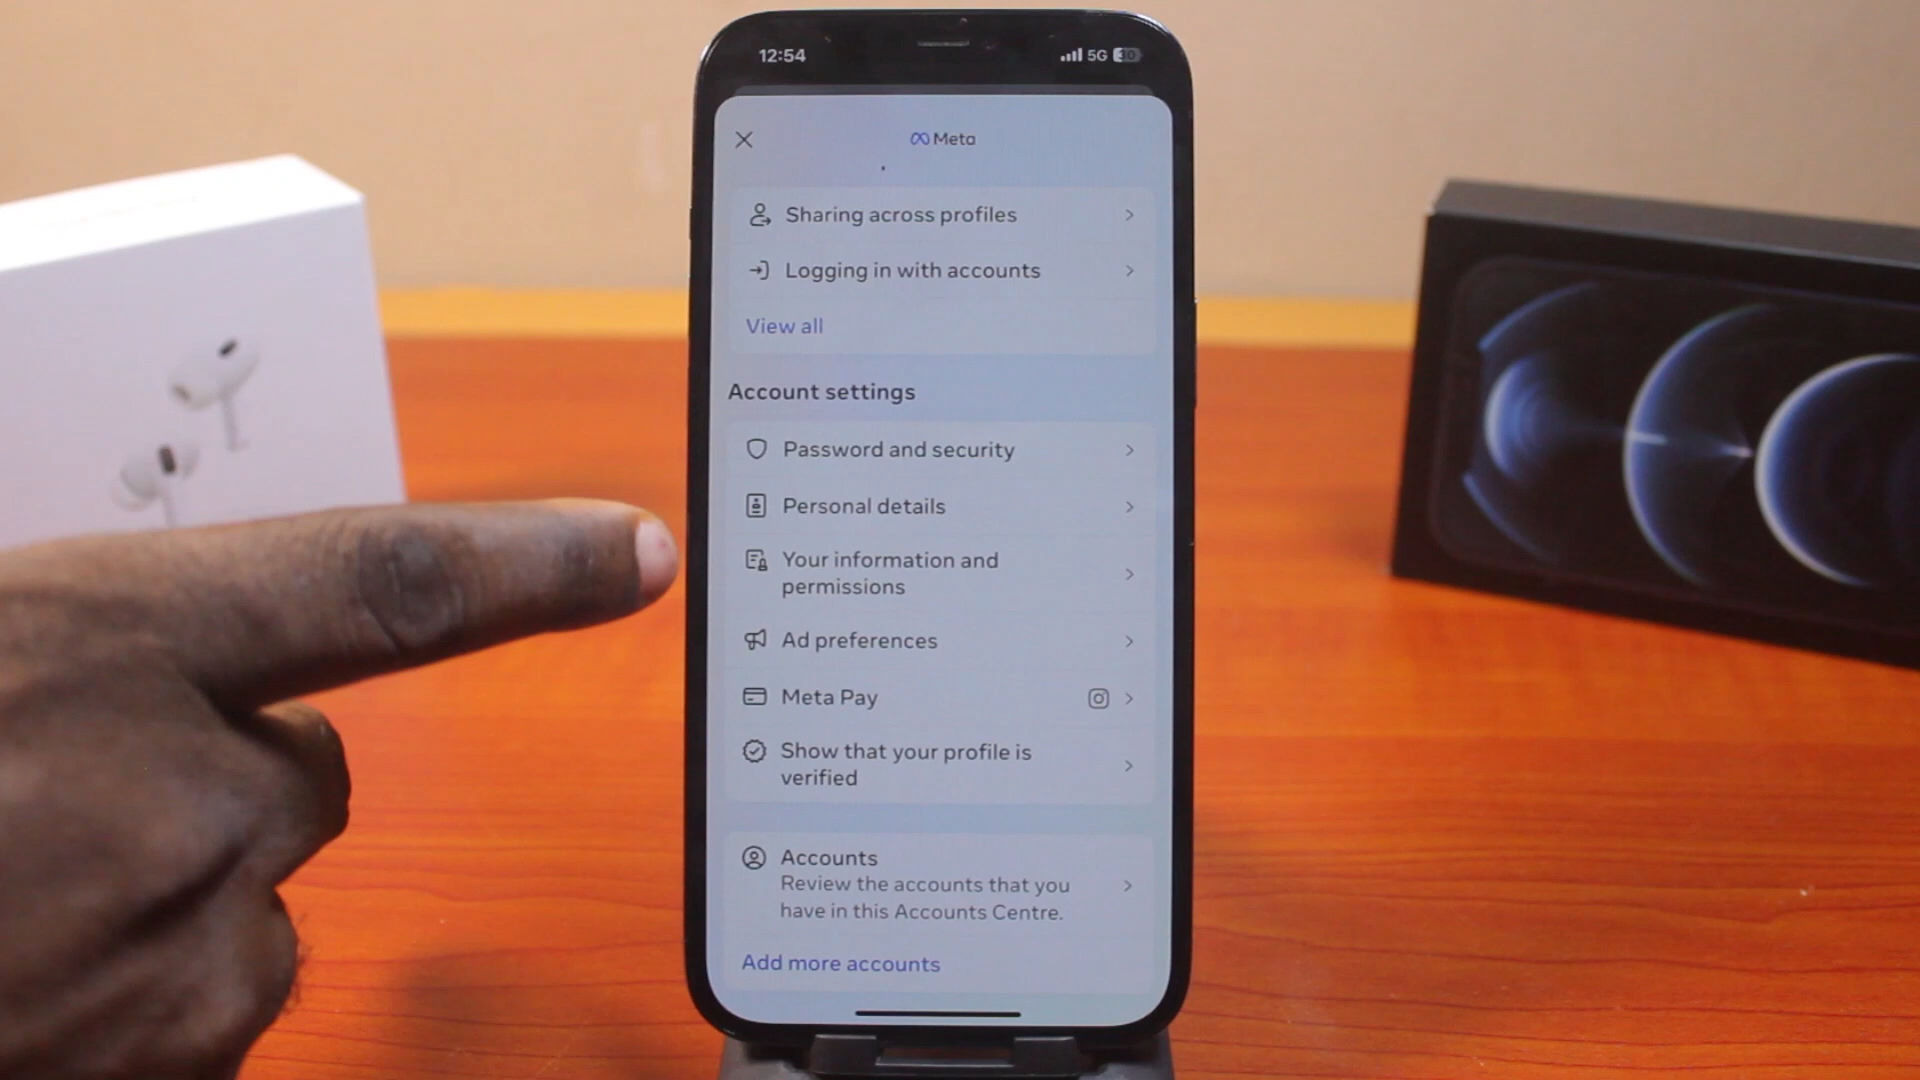 12:54
5G 30
Meta
Sharing across profiles
Logging in with accounts
View all
Account settings
Password and security
Personal details
Your information and
permissions
Ad preferences
Meta Pay
Show that your profile is
verified
Accounts
Review the accounts that you
have in this Accounts Centre.
Add more accounts